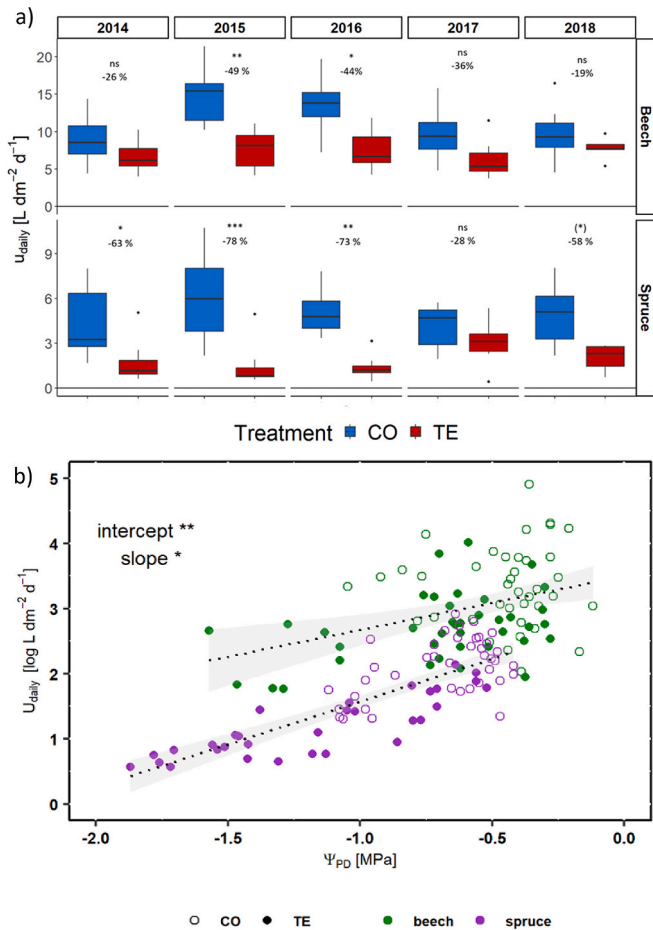 a)
2014 2015 2016 2017 2018
u_daily [L dm⁻² d⁻¹]
20
15
10
5
0
ns ** * ns ns
-26 % -49 % -44% -36% -19%
Beech
9
6
3
0
* *** ** ns (*)
-63 % -78 % -73 % -28 % -58 %
Spruce
Treatment CO TE
b)
U_daily [log L dm⁻² d⁻¹]
5
4
3
2
1
0
intercept **
slope *
-2.0 -1.5 -1.0 -0.5 0.0
Ψ_PD [MPa]
CO TE beech spruce